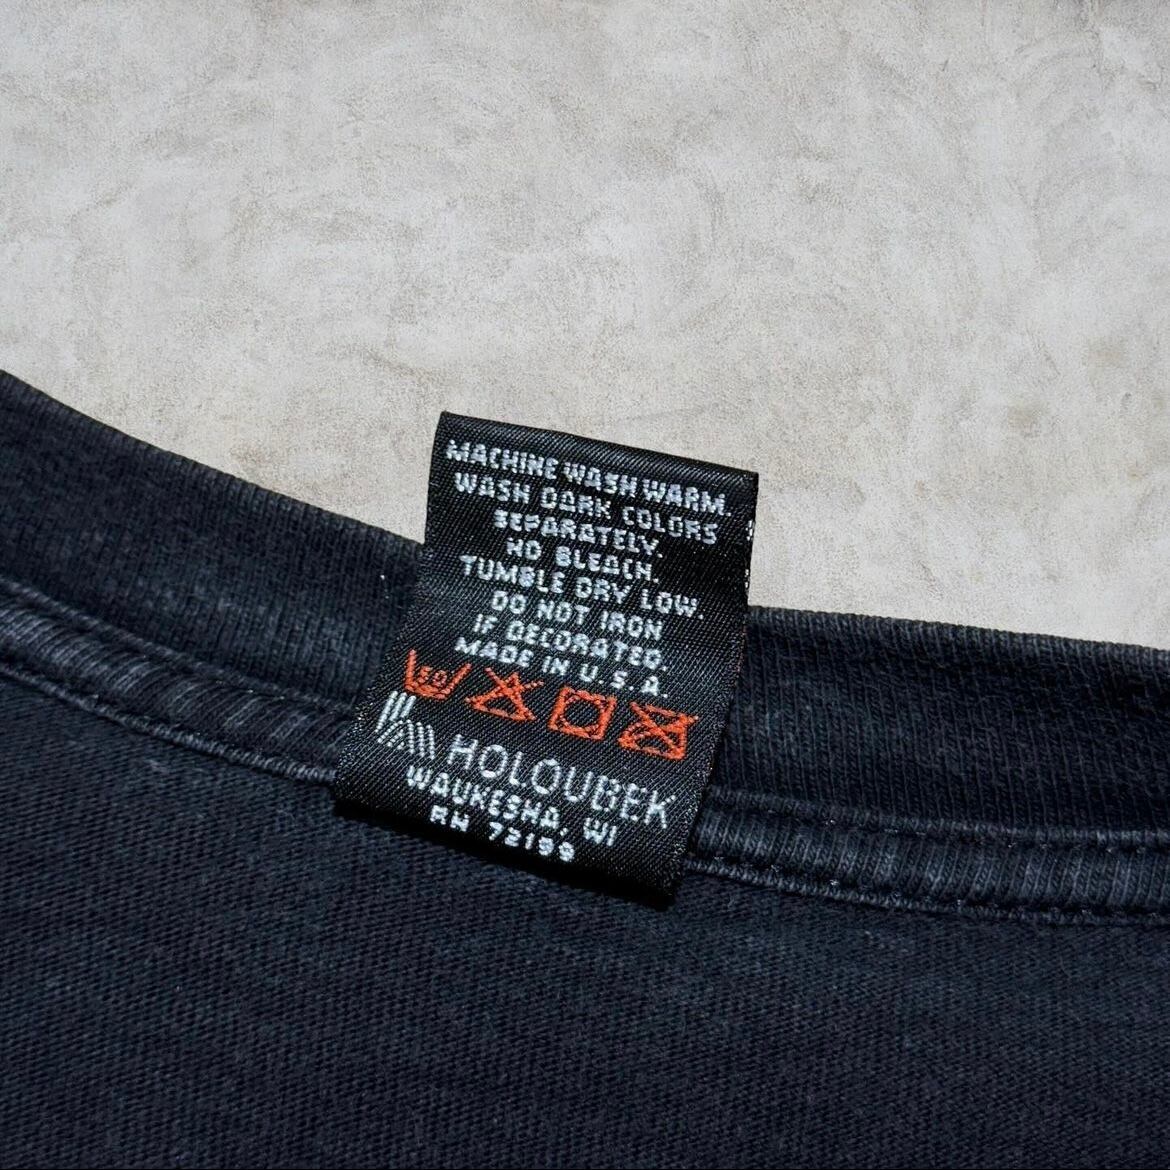 MACHINE WASH WARM.
WASH DARK COLORS
SEPARATELY.
NO BLEACH.
TUMBLE DRY LOW.
DO NOT IRON
IF DECORATED.
MADE IN U.S.A.
50
HOLOUBEK
WAUKESHA, WI
RN 72199